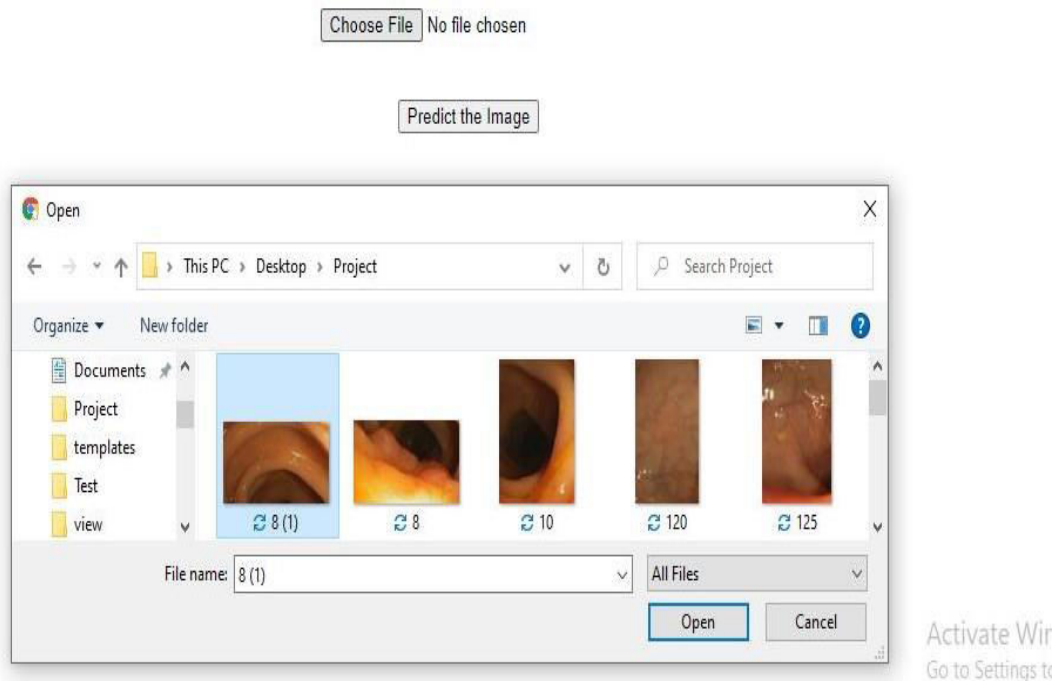 Choose File No file chosen
Predict the Image
Open
This PC > Desktop > Project
Search Project
Organize
New folder
Documents
Project
templates
Test
view
8 (1)
8
10
120
125
File name: 8 (1)
All Files
Open
Cancel
Activate
Go to Settings